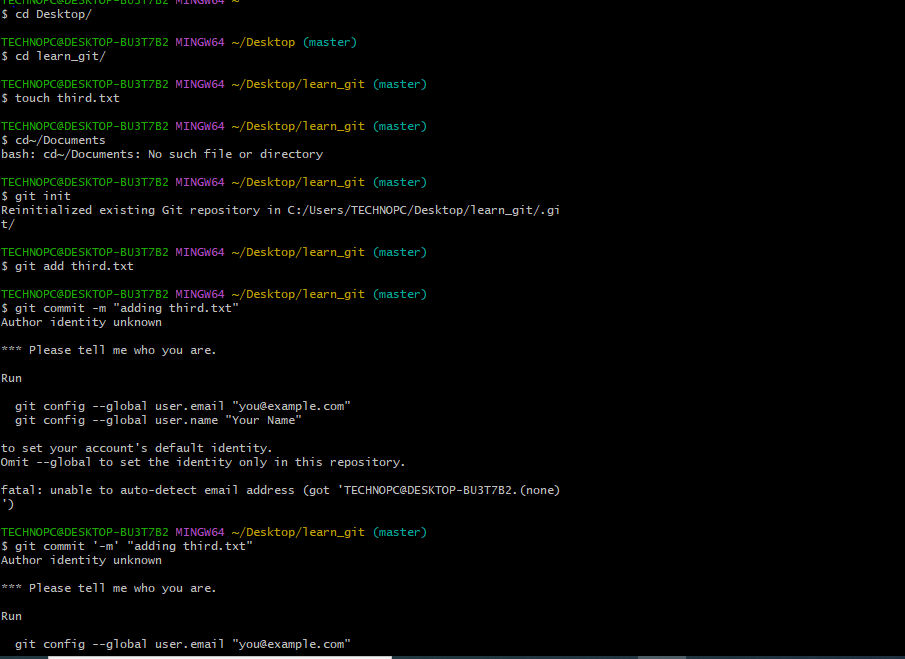 TECHNOPC@DESKTOP-BU3T7B2 MINGW64 ~
$ cd Desktop/
TECHNOPC@DESKTOP-BU3T7B2 MINGW64 ~/Desktop (master)
$ cd learn_git/
TECHNOPC@DESKTOP-BU3T7B2 MINGW64 ~/Desktop/learn_git (master)
$ touch third.txt
TECHNOPC@DESKTOP-BU3T7B2 MINGW64 ~/Desktop/learn_git (master)
$ cd~/Documents
bash: cd~/Documents: No such file or directory
TECHNOPC@DESKTOP-BU3T7B2 MINGW64 ~/Desktop/learn_git (master)
$ git init
Reinitialized existing Git repository in C:/Users/TECHNOPC/Desktop/learn_git/.gi
t/
TECHNOPC@DESKTOP-BU3T7B2 MINGW64 ~/Desktop/learn_git (master)
$ git add third.txt
TECHNOPC@DESKTOP-BU3T7B2 MINGW64 ~/Desktop/learn_git (master)
$ git commit -m "adding third.txt"
Author identity unknown
*** Please tell me who you are.
Run
git config --global user.email "you@example.com"
git config --global user.name "Your Name"
to set your account's default identity.
Omit --global to set the identity only in this repository.
fatal: unable to auto-detect email address (got 'TECHNOPC@DESKTOP-BU3T7B2.(none)
')
TECHNOPC@DESKTOP-BU3T7B2 MINGW64 ~/Desktop/learn_git (master)
$ git commit '-m' "adding third.txt"
Author identity unknown
*** Please tell me who you are.
Run
git config --global user.email "you@example.com"